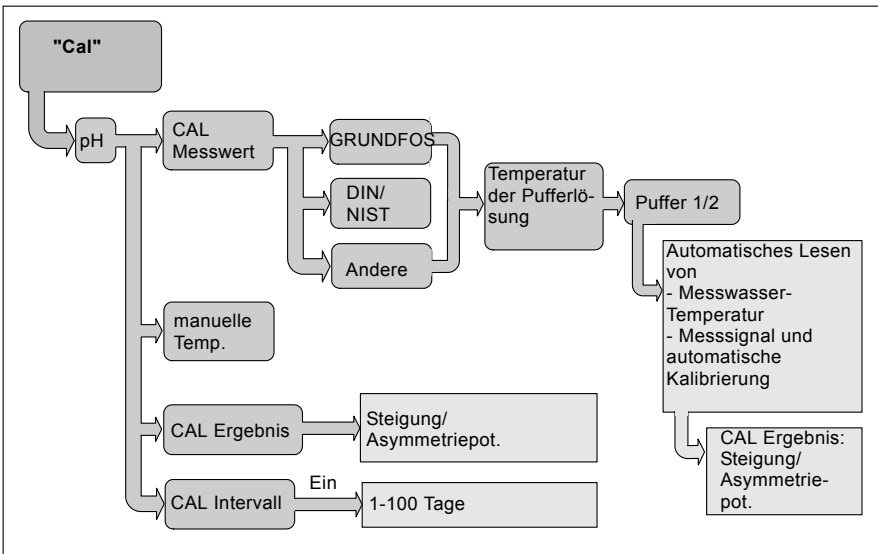 "Cal"
pH
CAL
Messwert
GRUNDFOS
DIN/
NIST
Andere
Temperatur
der Pufferlö-
sung
Puffer 1/2
Automatisches Lesen
von
- Messwasser-
Temperatur
- Messsignal und
automatische
Kalibrierung
CAL Ergebnis:
Steigung/
Asymmetrie-
pot.
manuelle
Temp.
CAL Ergebnis
Steigung/
Asymmetriepot.
CAL Intervall
Ein
1-100 Tage